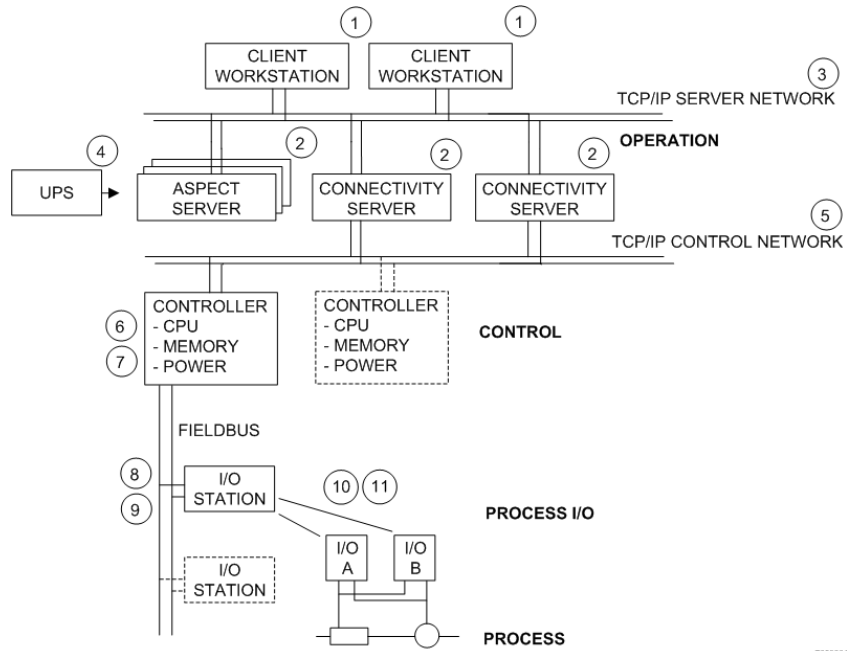 1
1
CLIENT
WORKSTATION
CLIENT
WORKSTATION
3
TCP/IP SERVER NETWORK
OPERATION
4
2
2
2
UPS
ASPECT
SERVER
CONNECTIVITY
SERVER
CONNECTIVITY
SERVER
5
TCP/IP CONTROL NETWORK
6
7
CONTROLLER
- CPU
- MEMORY
- POWER
CONTROLLER
- CPU
- MEMORY
- POWER
CONTROL
FIELDBUS
8
9
I/O
STATION
10
11
PROCESS I/O
I/O
A
I/O
B
I/O
STATION
PROCESS